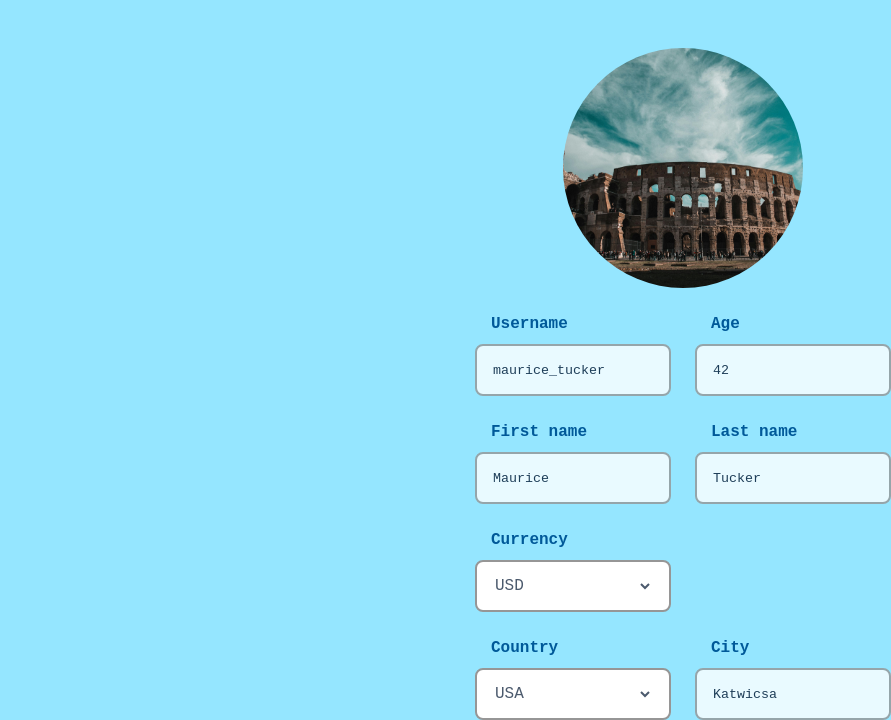 Username
Age
maurice_tucker
42
First name
Last name
Maurice
Tucker
Currency
USD
Country
City
USA
Katwicsa